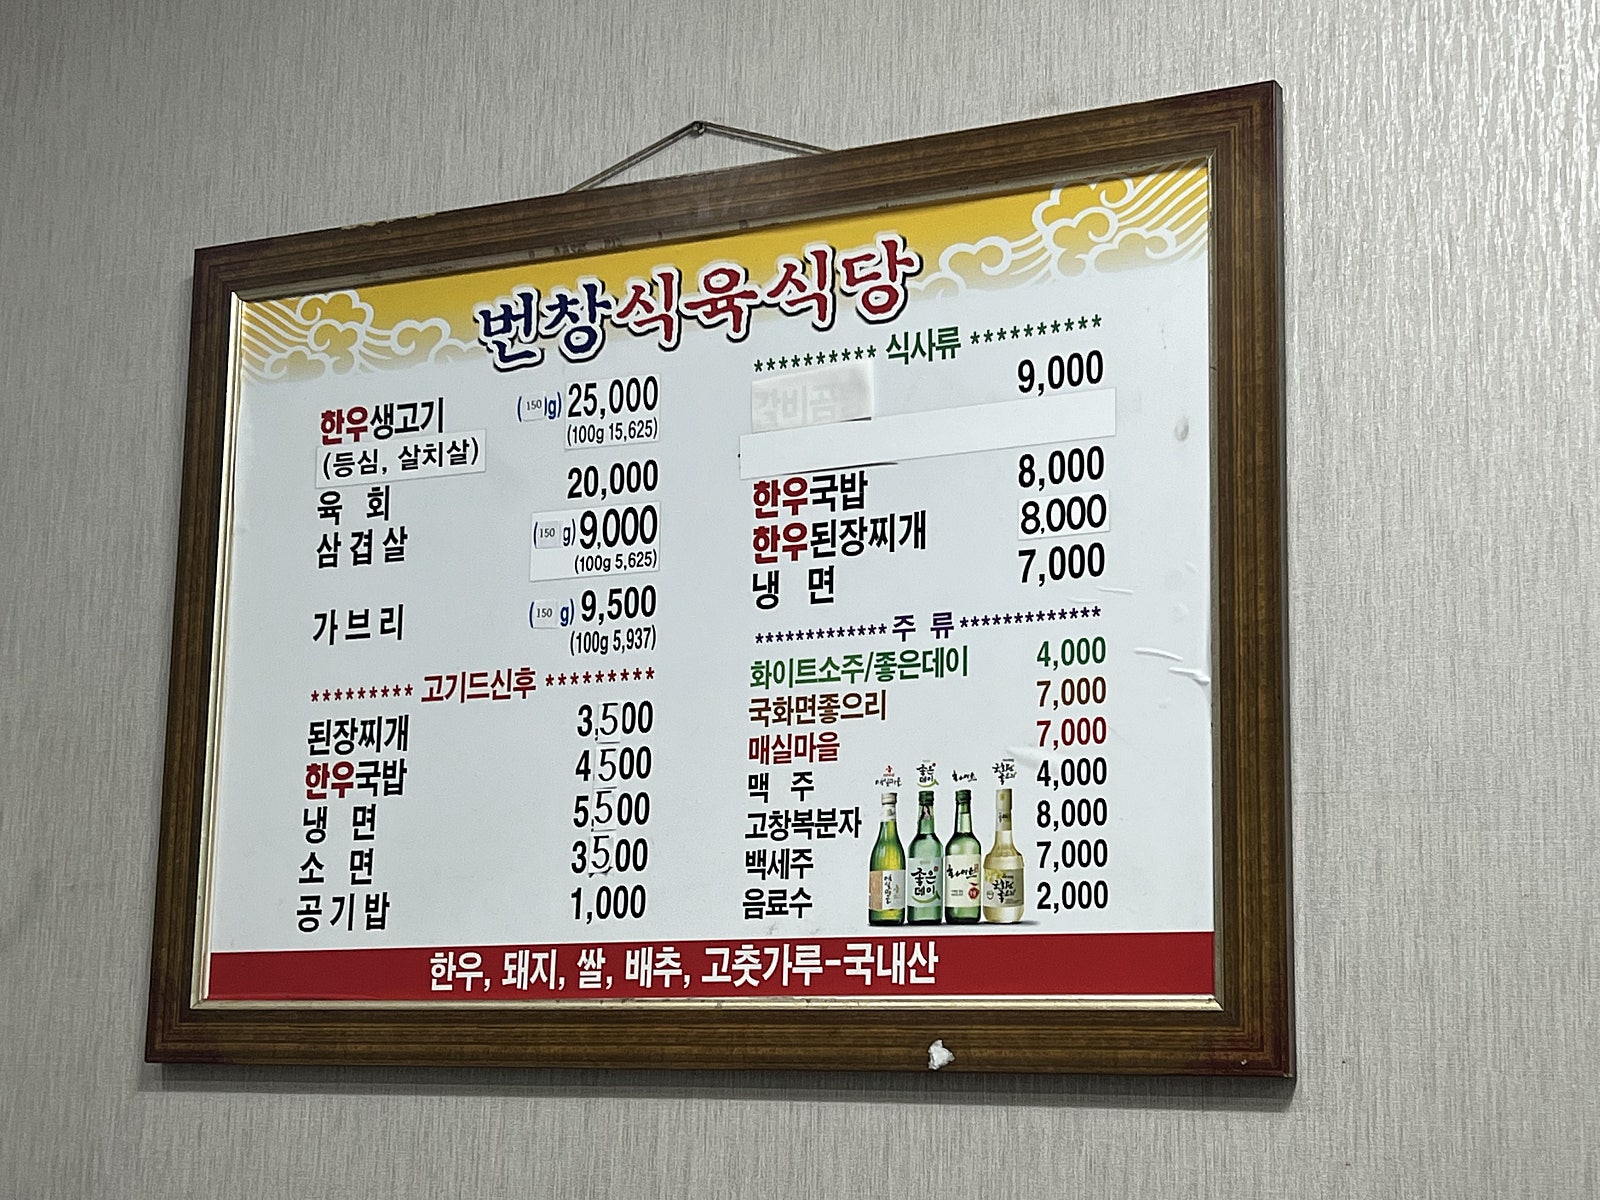 번창식육식당
한우생고기 (150g) 25,000
(등심, 살치살) (100g 15,625)
육 회 20,000
삼겹살 (150 g) 9,000
(100g 5,625)
가브리 (150 g) 9,500
(100g 5,937)
********* 고기드신후 *********
된장찌개 3,500
한우국밥 4500
냉 면 5,500
소 면 3500
공기밥 1,000
********** 식사류 **********
9,000
한우국밥 8,000
한우된장찌개 8,000
냉 면 7,000
************* 주 류 *************
화이트소주/좋은데이 4,000
국화면좋으리 7,000
매실마을 7,000
맥 주 4,000
고창복분자 8,000
백세주 7,000
음료수 2,000
좋은데이
한우, 돼지, 쌀, 배추, 고춧가루-국내산